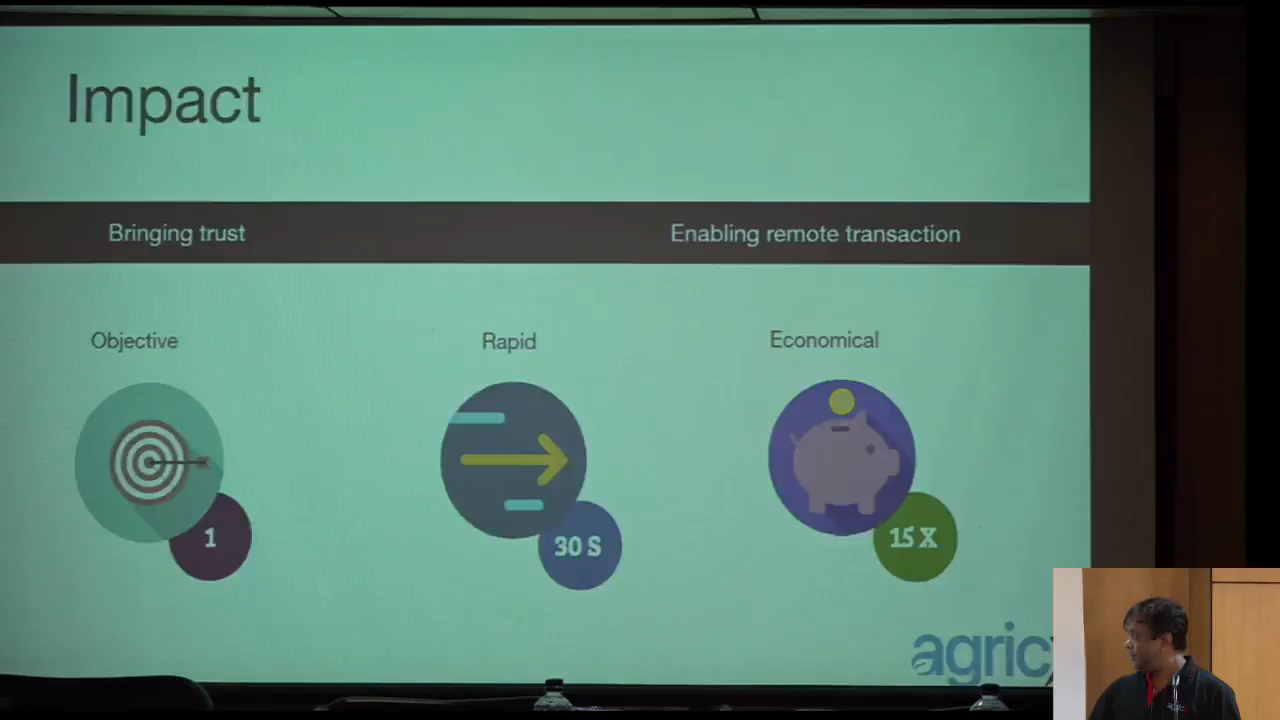 Impact
Bringing trust
Enabling remote transaction
Objective
Rapid
Economical
1
30 S
15 X
agric